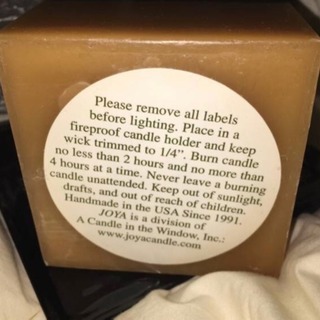 Please remove all labels
before lighting. Place in a
fireproof candle holder and keep
wick trimmed to 1/4". Burn candle
no less than 2 hours and no more than
4 hours at a time. Never leave a burning
candle unattended. Keep out of sunlight,
drafts, and out of reach of children.
Handmade in the USA Since 1991.
JOYA is a division of
A Candle in the Window, Inc.:
www.joyacandle.com